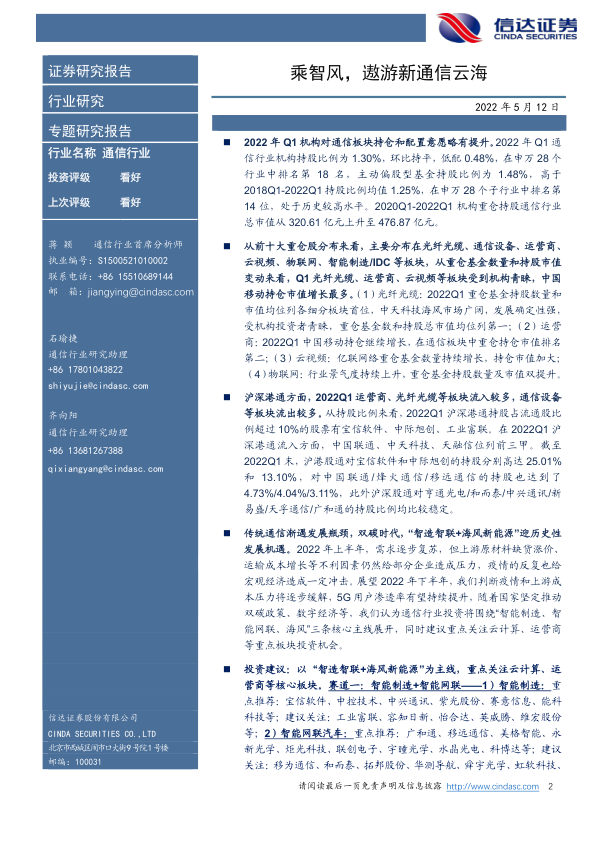 信达证券
CINDA SECURITIES
证券研究报告
行业研究
专题研究报告
行业名称 通信行业
投资评级 看好
上次评级 看好
蒋 颖 通信行业首席分析师
执业编号：S1500521010002
联系电话：+86 15510689144
邮 箱：jiangying@cindasc.com
石瑜捷
通信行业研究助理
+86 17801043822
shiyujie@cindasc.com
齐向阳
通信行业研究助理
+86 13681267388
qixiangyang@cindasc.com
信达证券股份有限公司
CINDA SECURITIES CO.,LTD
北京市西城区闹市口大街9号院1号楼
邮编：100031
乘智风，遨游新通信云海
2022 年 5 月 12 日
■ 2022 年 Q1 机构对通信板块持仓和配置意愿略有提升。2022 年 Q1 通
信行业机构持股比例为 1.30%，环比持平，低配 0.48%，在申万 28 个
行业中排名第 18 名，主动偏股型基金持股比例为 1.48%，高于
2018Q1-2022Q1 持股比例均值 1.25%，在申万 28 个子行业中排名第
14 位，处于历史较高水平。2020Q1-2022Q1 机构重仓持股通信行业
总市值从 320.61 亿元上升至 476.87 亿元。
■ 从前十大重仓股分布来看，主要分布在光纤光缆、通信设备、运营商、
云视频、物联网、智能制造/IDC 等板块，从重仓基金数量和持股市值
变动来看，Q1 光纤光缆、运营商、云视频等板块受到机构青睐，中国
移动持仓市值增长最多。（1）光纤光缆：2022Q1 重仓基金持股数量和
市值均位列各细分板块首位，中天科技海风市场广阔，发展确定性强，
受机构投资者青睐，重仓基金数和持股总市值均位列第一；（2）运营
商：2022Q1 中国移动持仓继续增长，在通信板块中重仓持仓市值排名
第二；（3）云视频：亿联网络重仓基金数量持续增长，持仓市值加大；
（4）物联网：行业景气度持续上升，重仓基金持股数量及市值双提升。
■ 沪深港通方面，2022Q1 运营商、光纤光缆等板块流入较多，通信设备
等板块流出较多。从持股比例来看，2022Q1 沪深港通持股占流通股比
例超过 10%的股票有宝信软件、中际旭创、工业富联。在 2022Q1 沪
深港通流入方面，中国联通、中天科技、天融信位列前三甲。截至
2022Q1 末，沪港股通对宝信软件和中际旭创的持股分别高达 25.01%
和 13.10%，对中国联通/烽火通信/移远通信的持股也达到了
4.73%/4.04%/3.11%，此外沪深股通对亨通光电/和而泰/中兴通讯/新
易盛/天孚通信/广和通的持股比例均比较稳定。
■ 传统通信渐遇发展瓶颈，双碳时代，“智造智联+海风新能源”迎历史性
发展机遇。2022 年上半年，需求逐步复苏，但上游原材料缺货涨价、
运输成本增长等不利因素仍然给部分企业造成压力，疫情的反复也给
宏观经济造成一定冲击。展望 2022 年下半年，我们判断疫情和上游成
本压力将逐步缓解，5G 用户渗透率有望持续提升，随着国家坚定推动
双碳政策、数字经济等，我们认为通信行业投资将围绕“智能制造、智
能网联、海风”三条核心主线展开，同时建议重点关注云计算、运营商
等重点板块投资机会。
■ 投资建议：以“智造智联+海风新能源”为主线，重点关注云计算、运
营商等核心板块。赛道一：智能制造+智能网联——1）智能制造：重
点推荐：宝信软件、中控技术、中兴通讯、紫光股份、赛意信息、能科
科技等；建议关注：工业富联、容知日新、怡合达、英威腾、维宏股份
等；2）智能网联汽车：重点推荐：广和通、移远通信、美格智能、永
新光学、炬光科技、联创电子、宇瞳光学、水晶光电、科博达等；建议
关注：移为通信、和而泰、拓邦股份、华测导航、舜宇光学、虹软科技、
请阅读最后一页免责声明及信息披露 http://www.cindasc.com 2